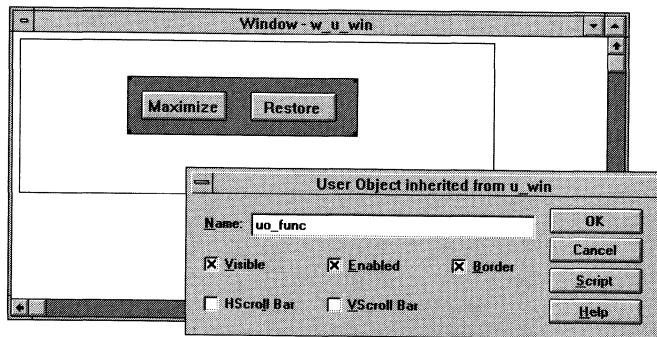 Window - w_u_win
Maximize Restore
User Object inherited from u_win
Name: uo_func
OK
Cancel
Visible Enabled Border
Script
HScroll Bar VScroll Bar
Help